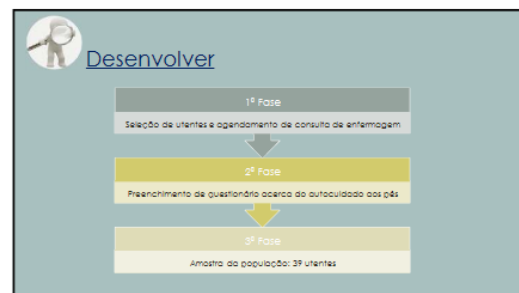 Desenvolver
1ª Fase
Seleção de utentes e agendamento de consulta de enfermagem
2ª Fase
Preenchimento de questionário acerca do autocuidado aos pés
3ª Fase
Amostra da população: 39 utentes